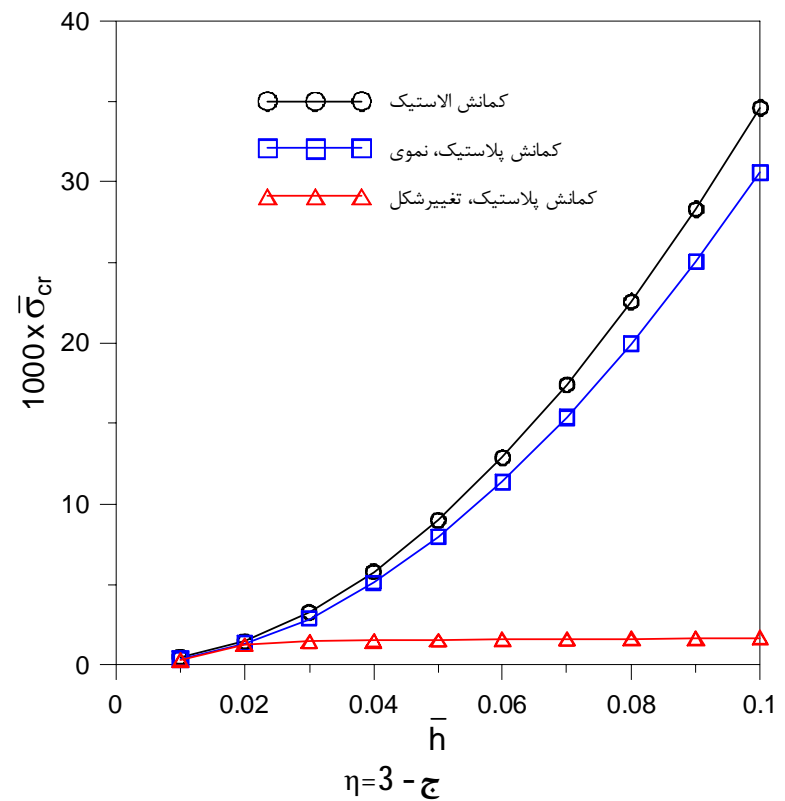 40
30
20
10
0
1000 x σ̄cr
کمانش الاستیک
کمانش پلاستیک، نموی
کمانش پلاستیک، تغییرشکل
0 0.02 0.04 0.06 0.08 0.1
h̄
ج - η=3